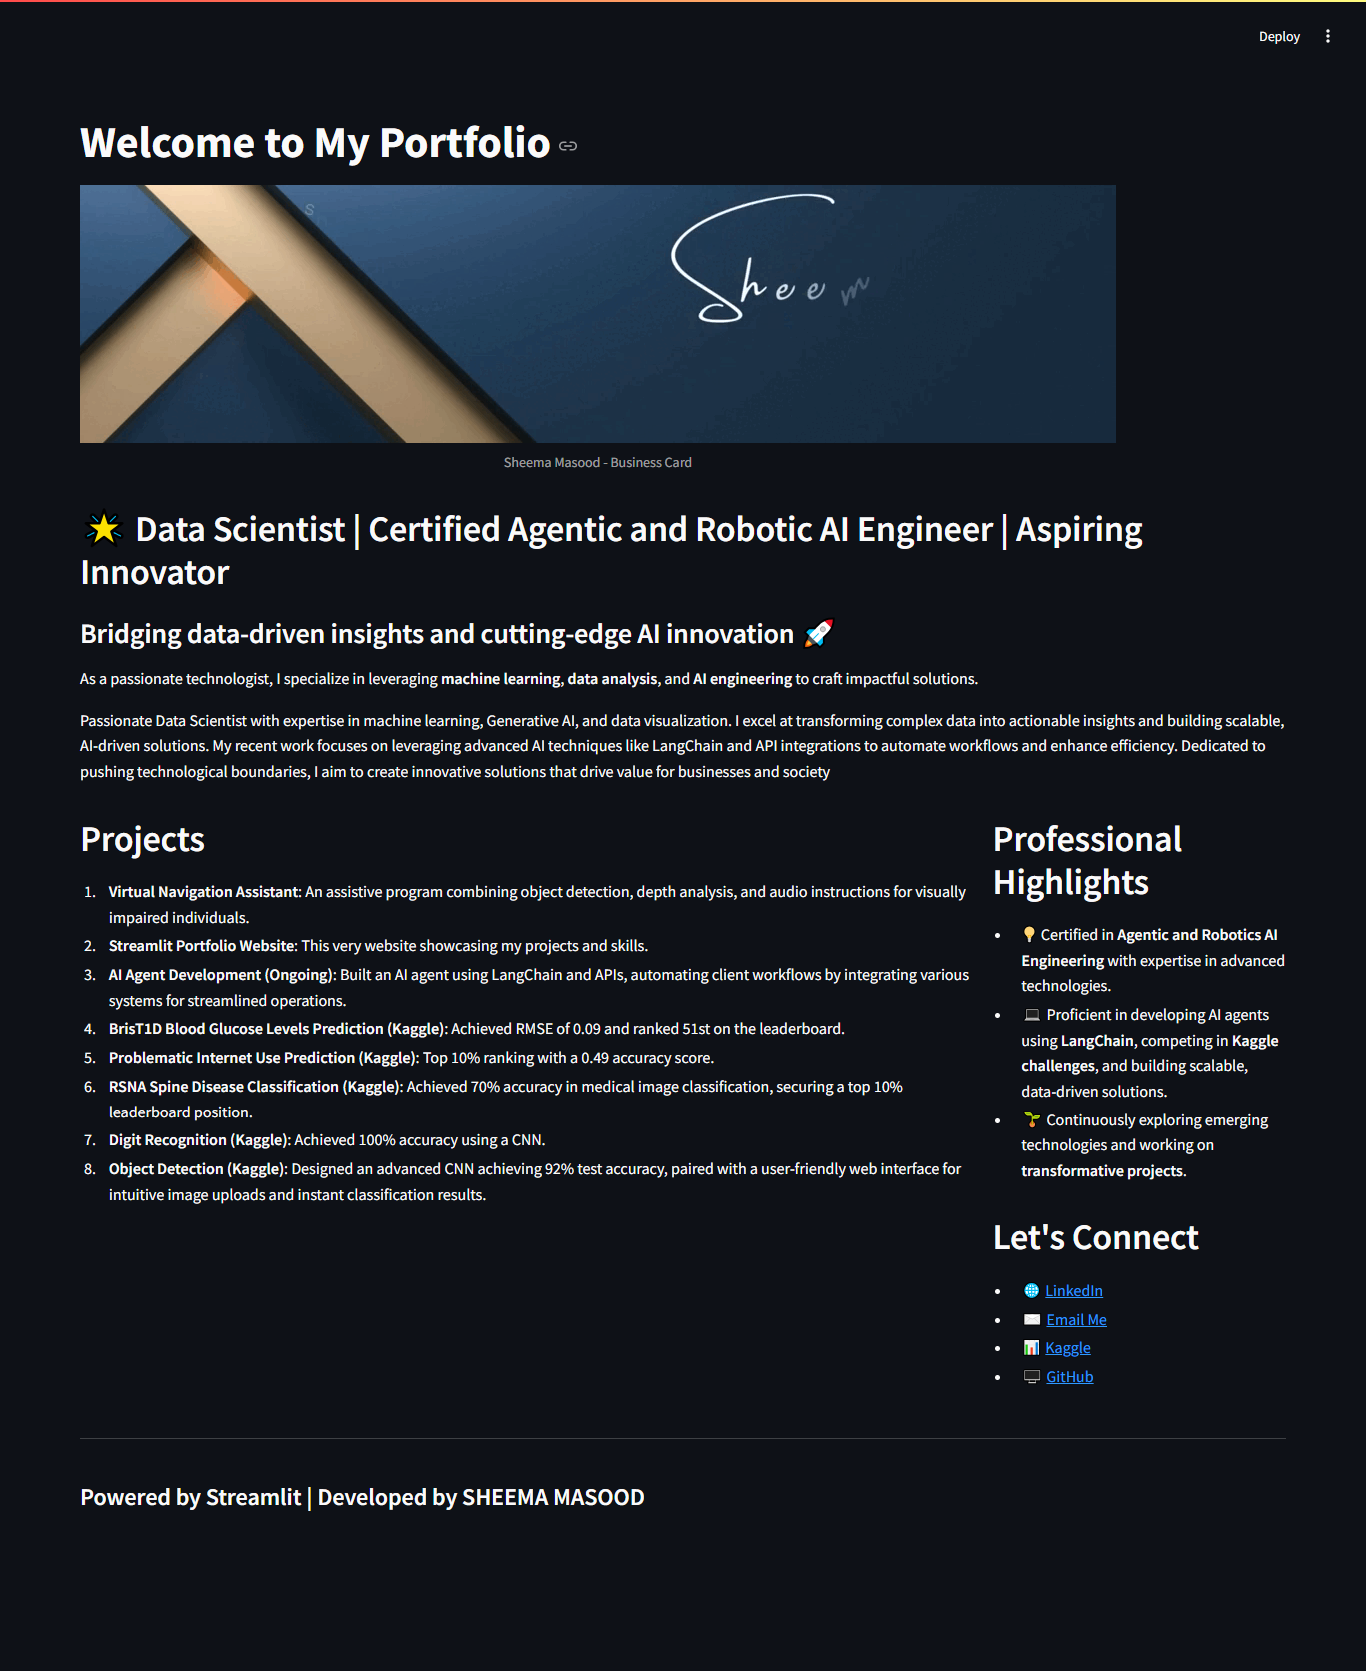 Deploy
Welcome to My Portfolio
S
Sheem
Sheema Masood - Business Card
🌟 Data Scientist | Certified Agentic and Robotic AI Engineer | Aspiring
Innovator
Bridging data-driven insights and cutting-edge AI innovation 🚀
As a passionate technologist, I specialize in leveraging machine learning, data analysis, and AI engineering to craft impactful solutions.
Passionate Data Scientist with expertise in machine learning, Generative AI, and data visualization. I excel at transforming complex data into actionable insights and building scalable,
AI-driven solutions. My recent work focuses on leveraging advanced AI techniques like LangChain and API integrations to automate workflows and enhance efficiency. Dedicated to
pushing technological boundaries, I aim to create innovative solutions that drive value for businesses and society
Projects
1. Virtual Navigation Assistant: An assistive program combining object detection, depth analysis, and audio instructions for visually
impaired individuals.
2. Streamlit Portfolio Website: This very website showcasing my projects and skills.
3. AI Agent Development (Ongoing): Built an AI agent using LangChain and APIs, automating client workflows by integrating various
systems for streamlined operations.
4. BrisT1D Blood Glucose Levels Prediction (Kaggle): Achieved RMSE of 0.09 and ranked 51st on the leaderboard.
5. Problematic Internet Use Prediction (Kaggle): Top 10% ranking with a 0.49 accuracy score.
6. RSNA Spine Disease Classification (Kaggle): Achieved 70% accuracy in medical image classification, securing a top 10%
leaderboard position.
7. Digit Recognition (Kaggle): Achieved 100% accuracy using a CNN.
8. Object Detection (Kaggle): Designed an advanced CNN achieving 92% test accuracy, paired with a user-friendly web interface for
intuitive image uploads and instant classification results.
Professional
Highlights
• 💡 Certified in Agentic and Robotics AI
Engineering with expertise in advanced
technologies.
• 💻 Proficient in developing AI agents
using LangChain, competing in Kaggle
challenges, and building scalable,
data-driven solutions.
• 🌱 Continuously exploring emerging
technologies and working on
transformative projects.
Let's Connect
• 🌐 LinkedIn
• ✉️ Email Me
• 📊 Kaggle
• 🖥️ GitHub
Powered by Streamlit | Developed by SHEEMA MASOOD